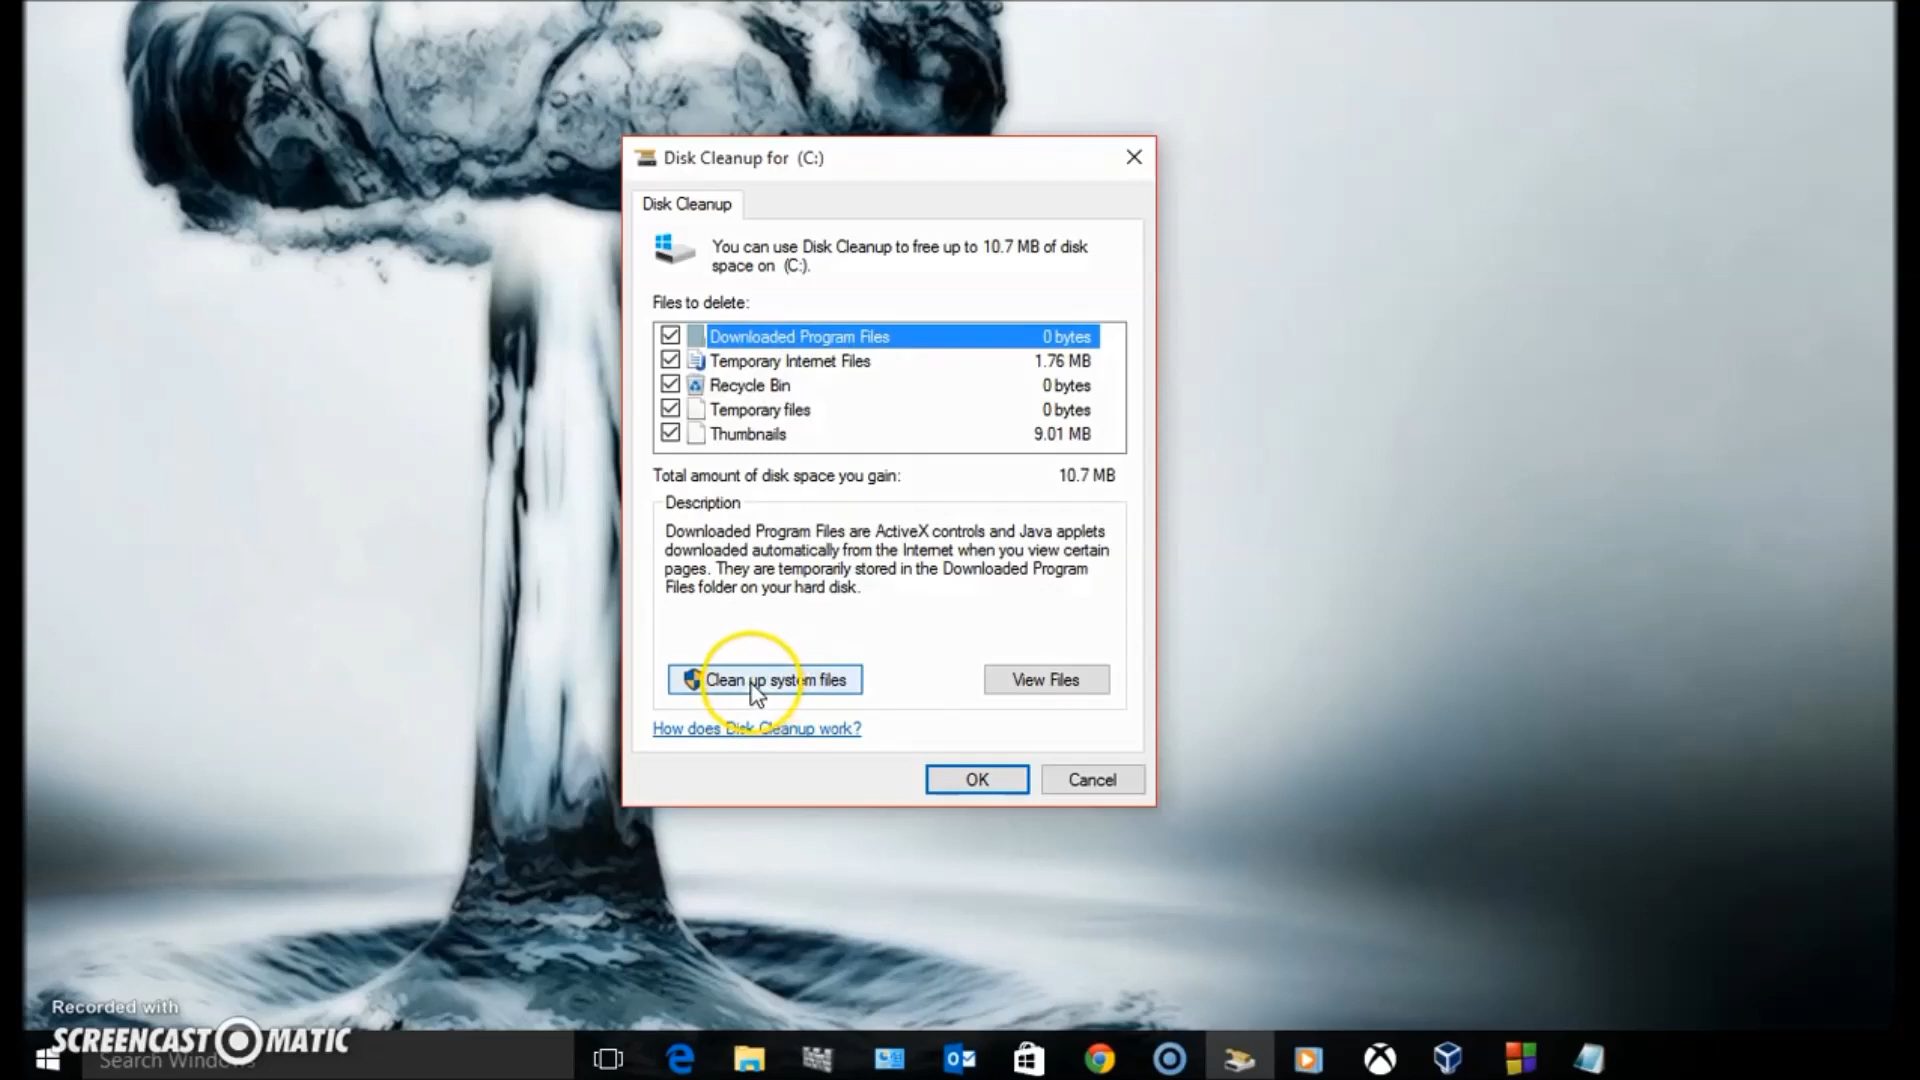 Disk Cleanup for (C:)
Disk Cleanup
You can use Disk Cleanup to free up to 10.7 MB of disk
space on (C:).
Files to delete:
Downloaded Program Files 0 bytes
Temporary Internet Files 1.76 MB
Recycle Bin 0 bytes
Temporary files 0 bytes
Thumbnails 9.01 MB
Total amount of disk space you gain: 10.7 MB
Description
Downloaded Program Files are ActiveX controls and Java applets
downloaded automatically from the Internet when you view certain
pages. They are temporarily stored in the Downloaded Program
Files folder on your hard disk.
Clean up system files View Files
How does Disk Cleanup work?
OK Cancel
Recorded with
SCREENCAST MATIC
Search Windows